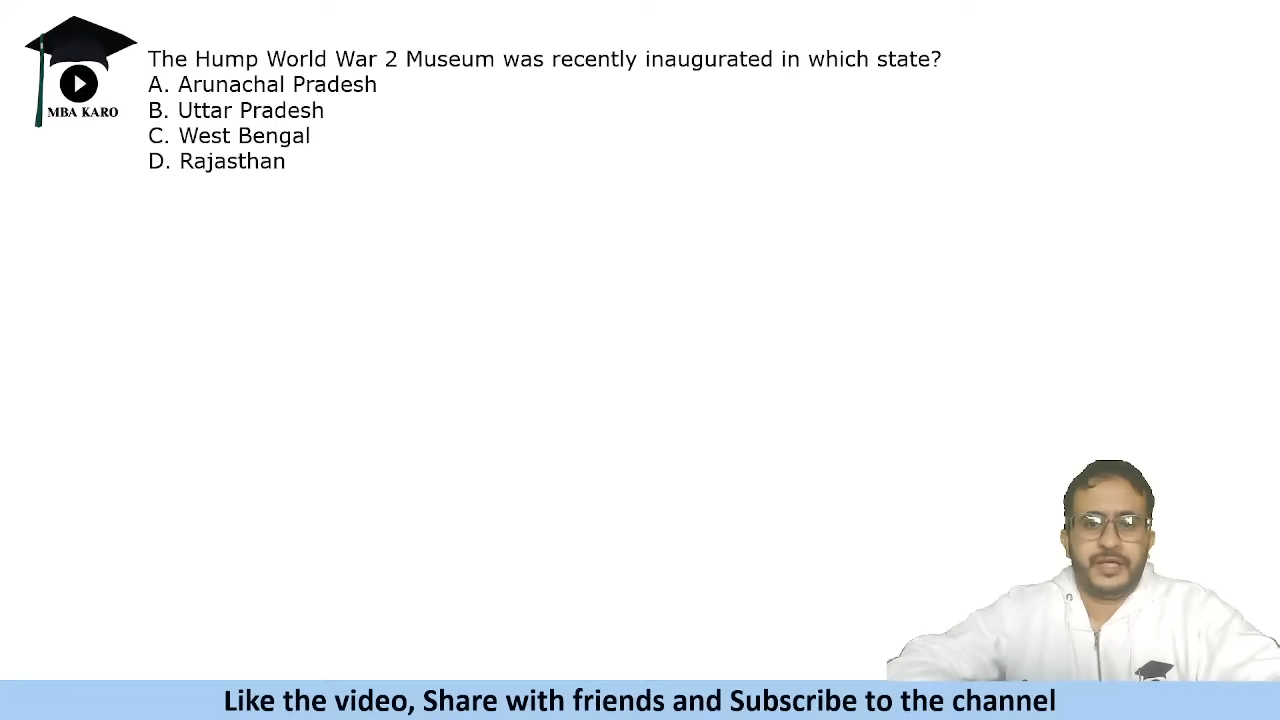 The Hump World War 2 Museum was recently inaugurated in which state?
A. Arunachal Pradesh
B. Uttar Pradesh
C. West Bengal
D. Rajasthan
MBA KARO
Like the video, Share with friends and Subscribe to the channel